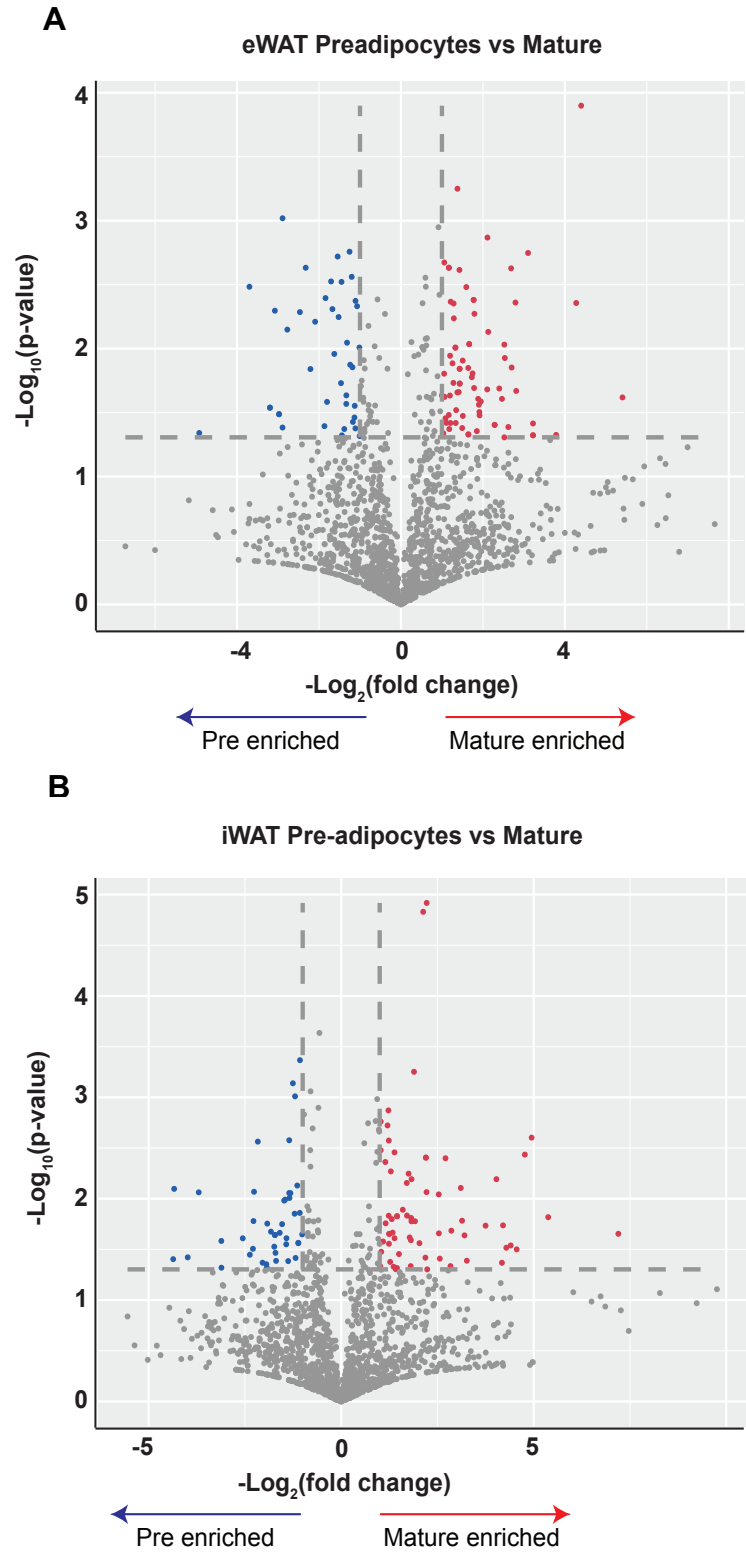 A
eWAT Preadipocytes vs Mature
4
3
2
1
0
-Log₁₀(p-value)
-4 0 4
-Log₂(fold change)
Pre enriched Mature enriched
B
iWAT Pre-adipocytes vs Mature
5
4
3
2
1
0
-Log₁₀(p-value)
-5 0 5
-Log₂(fold change)
Pre enriched Mature enriched